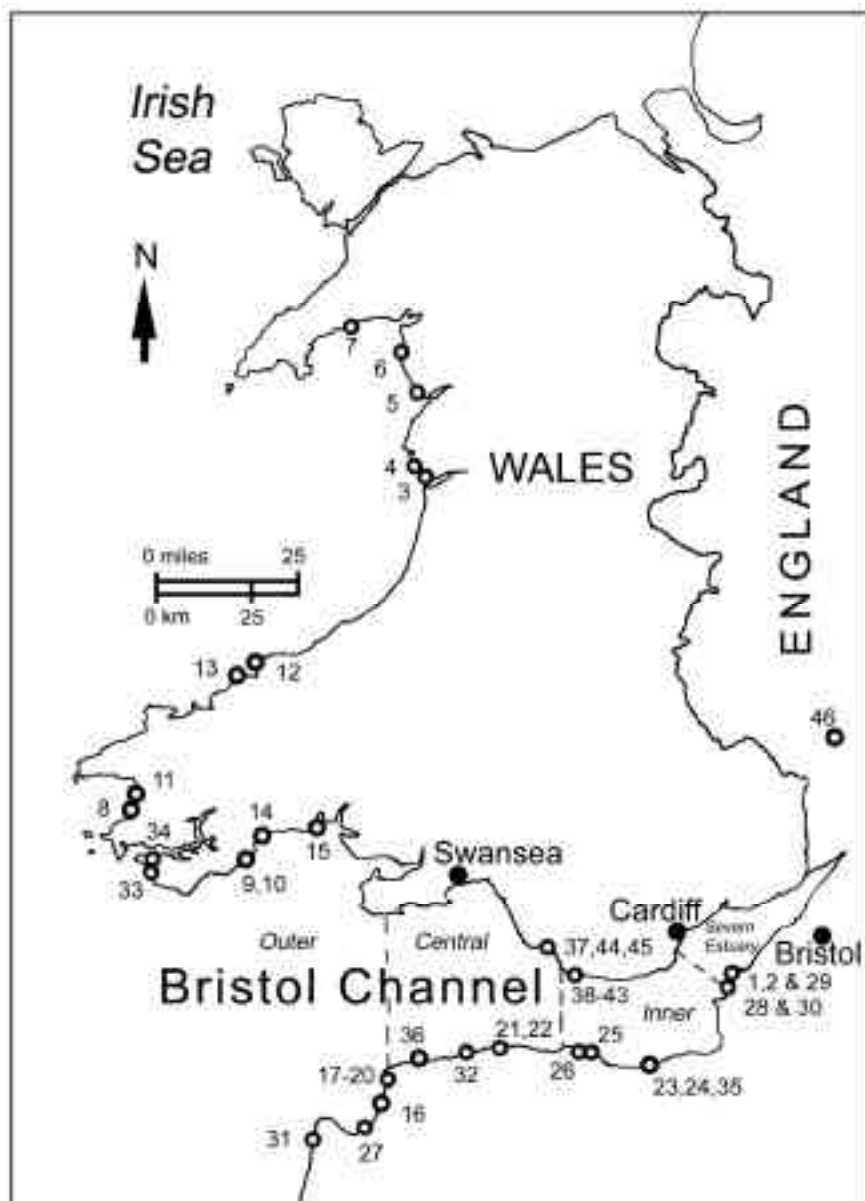 Irish
Sea
N
7
6
5
4
3
WALES
ENGLAND
0 miles 25
0 km 25
13
12
46
11
8
34
14
15
33
9,10
Swansea
Cardiff
Severn
Estuary
Bristol
Outer
Central
37,44,45
38-43
1,2 & 29
28 & 30
Bristol Channel
Inner
36
21,22
25
32
26
17-20
23,24,35
16
31
27